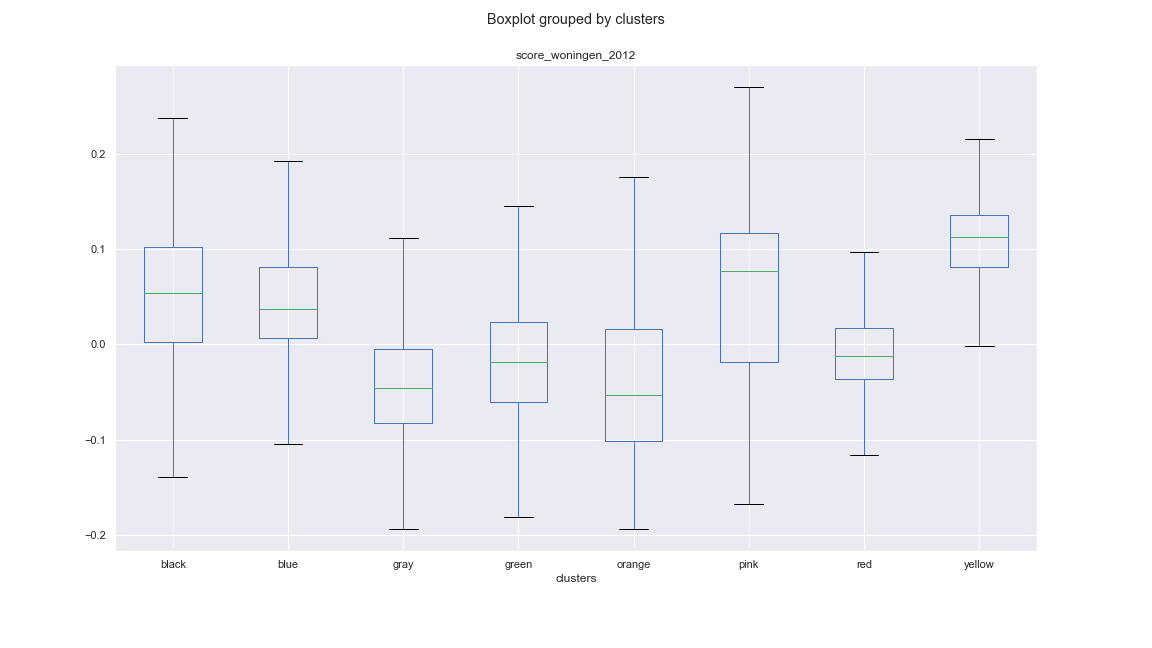 Boxplot grouped by clusters
score_woningen_2012
0.2
0.1
0.0
−0.1
−0.2
black blue gray green orange pink red yellow
clusters